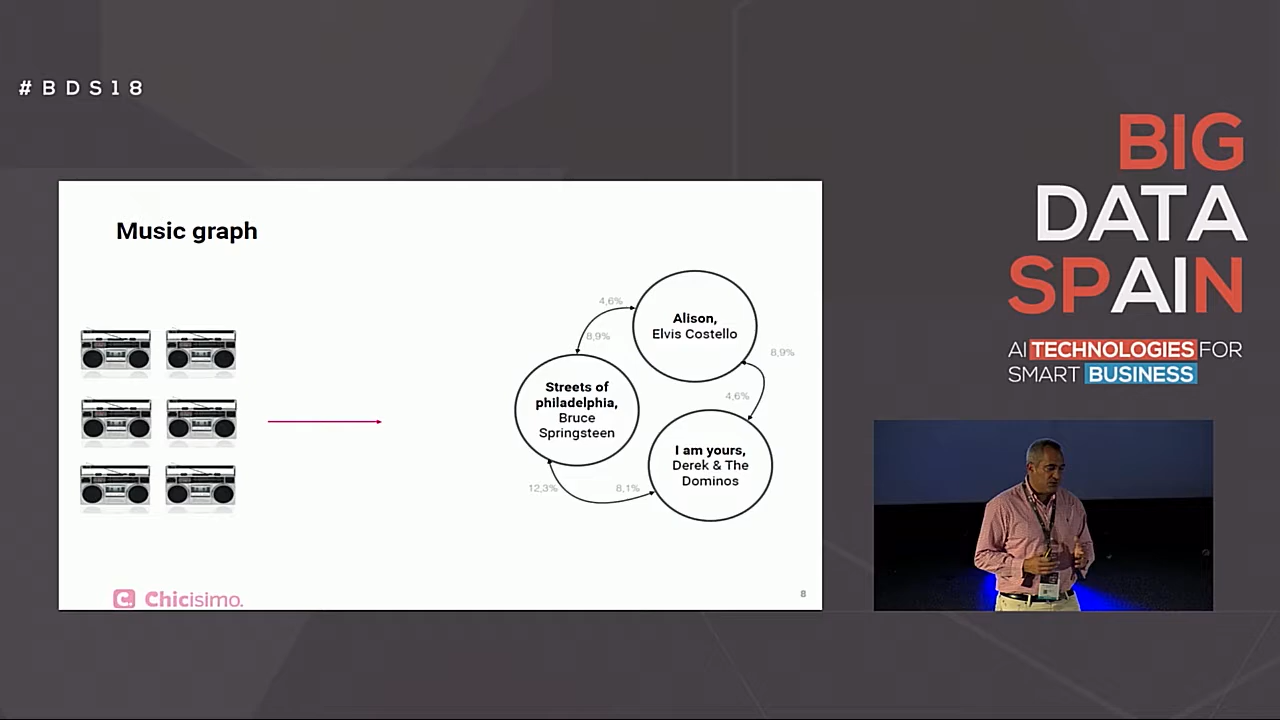 #BDS18
BIG
DATA
SPAIN
AI TECHNOLOGIES FOR
SMART BUSINESS
Music graph
4,6%
8,9%
Alison,
Elvis Costello
8,9%
4,6%
Streets of
philadelphia,
Bruce
Springsteen
I am yours,
Derek & The
Dominos
12,3%
8,1%
Chicisimo.
8